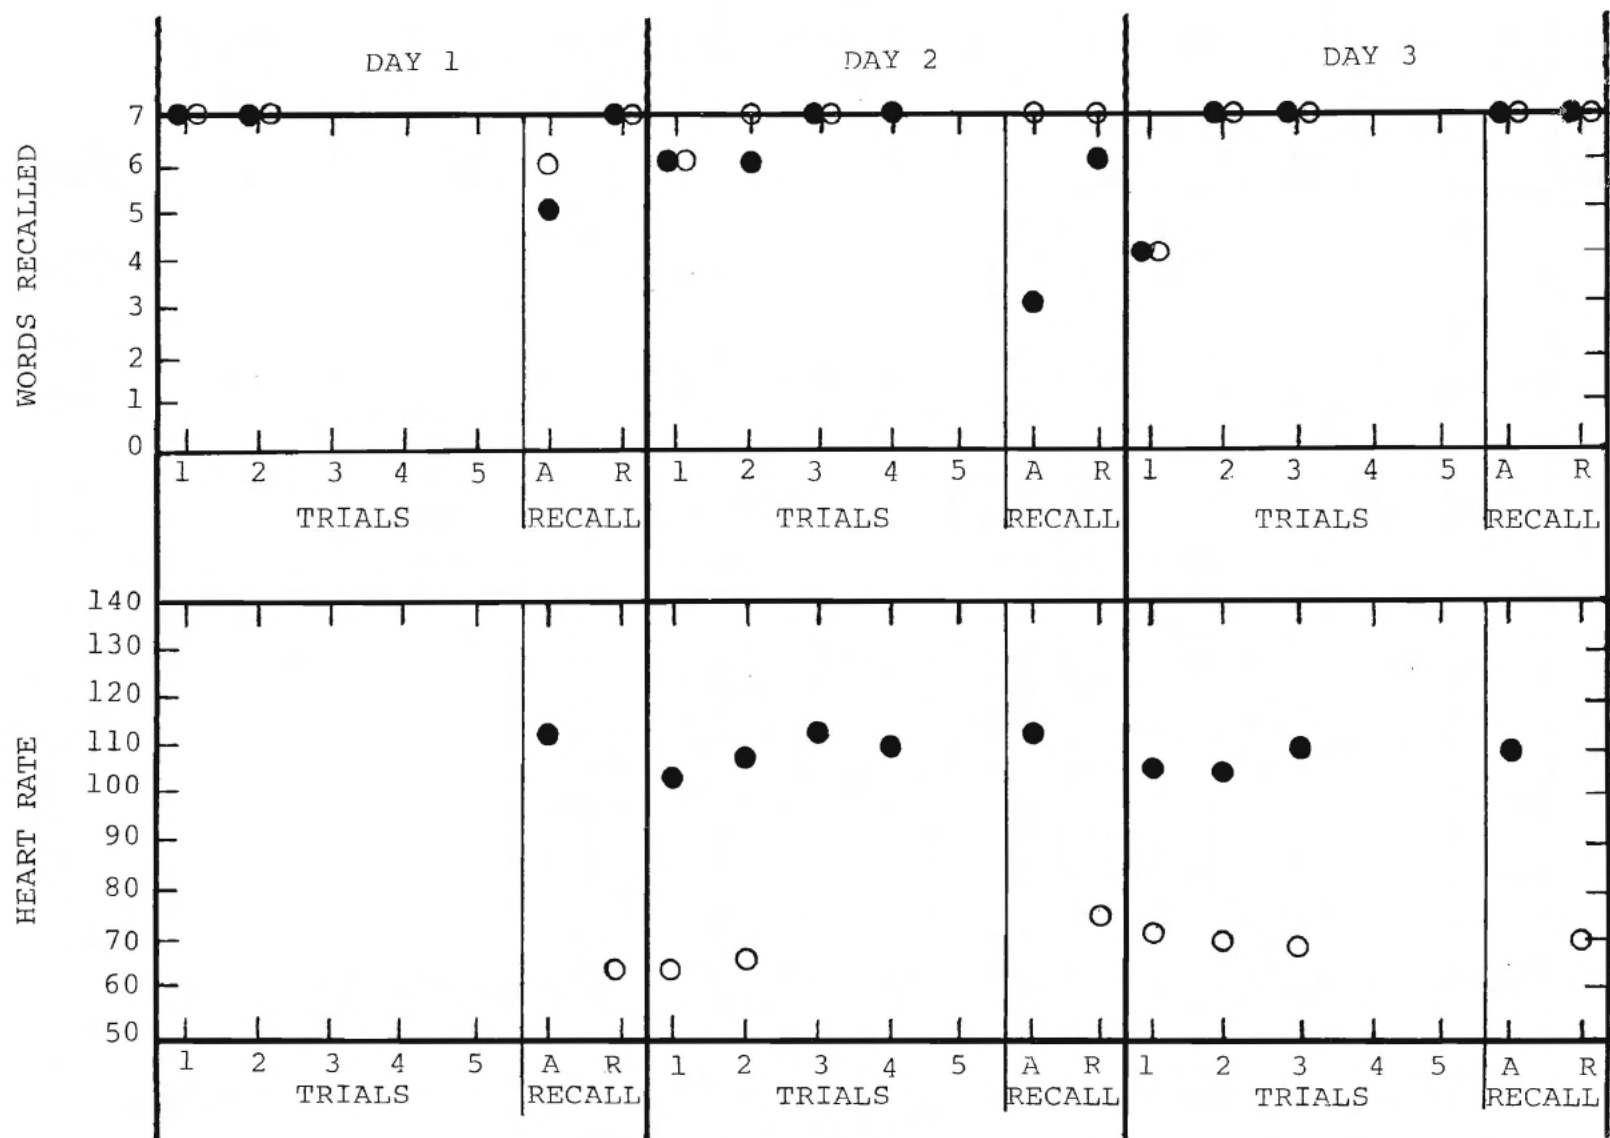 DAY 1 DAY 2 DAY 3
WORDS RECALLED
7
6
5
4
3
2
1
0
1 2 3 4 5 A R 1 2 3 4 5 A R 1 2 3 4 5 A R
TRIALS RECALL TRIALS RECALL TRIALS RECALL
HEART RATE
140
130
120
110
100
90
80
70
60
50
1 2 3 4 5 A R 1 2 3 4 5 A R 1 2 3 4 5 A R
TRIALS RECALL TRIALS RECALL TRIALS RECALL